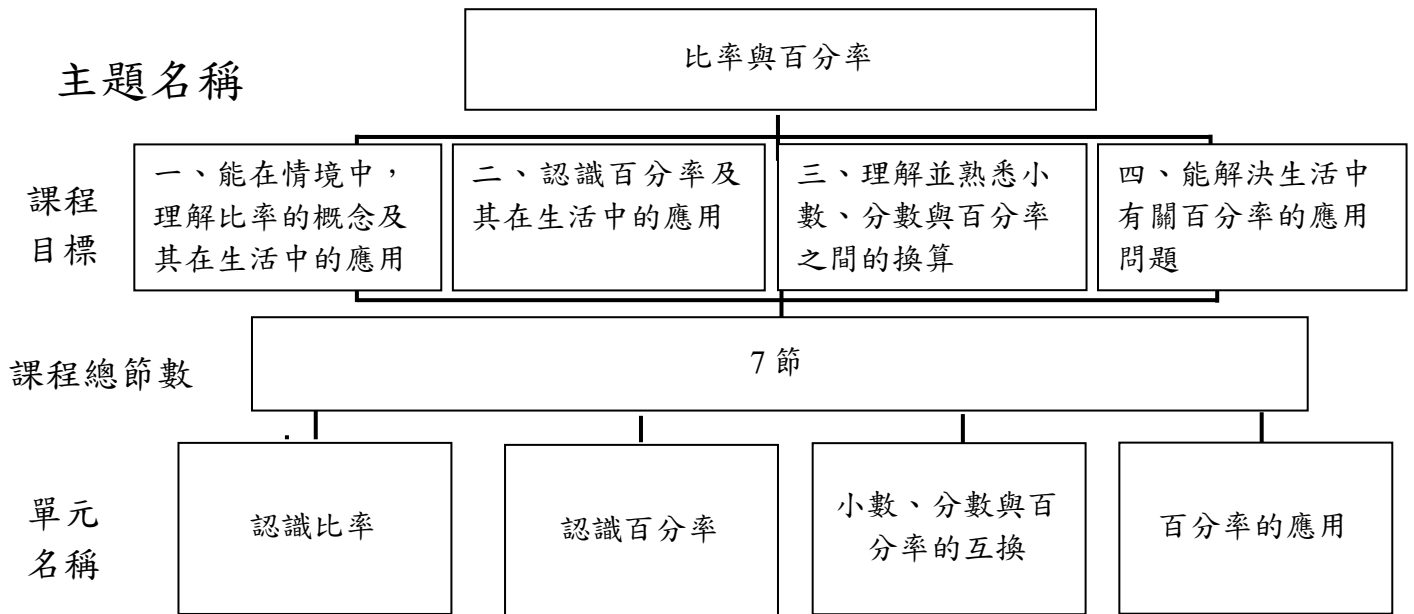 主題名稱
比率與百分率
課程
目標
一、能在情境中，
理解比率的概念及
其在生活中的應用
二、認識百分率及
其在生活中的應用
三、理解並熟悉小
數、分數與百分率
之間的換算
四、能解決生活中
有關百分率的應用
問題
課程總節數
7 節
單元
名稱
認識比率
認識百分率
小數、分數與百
分率的互換
百分率的應用